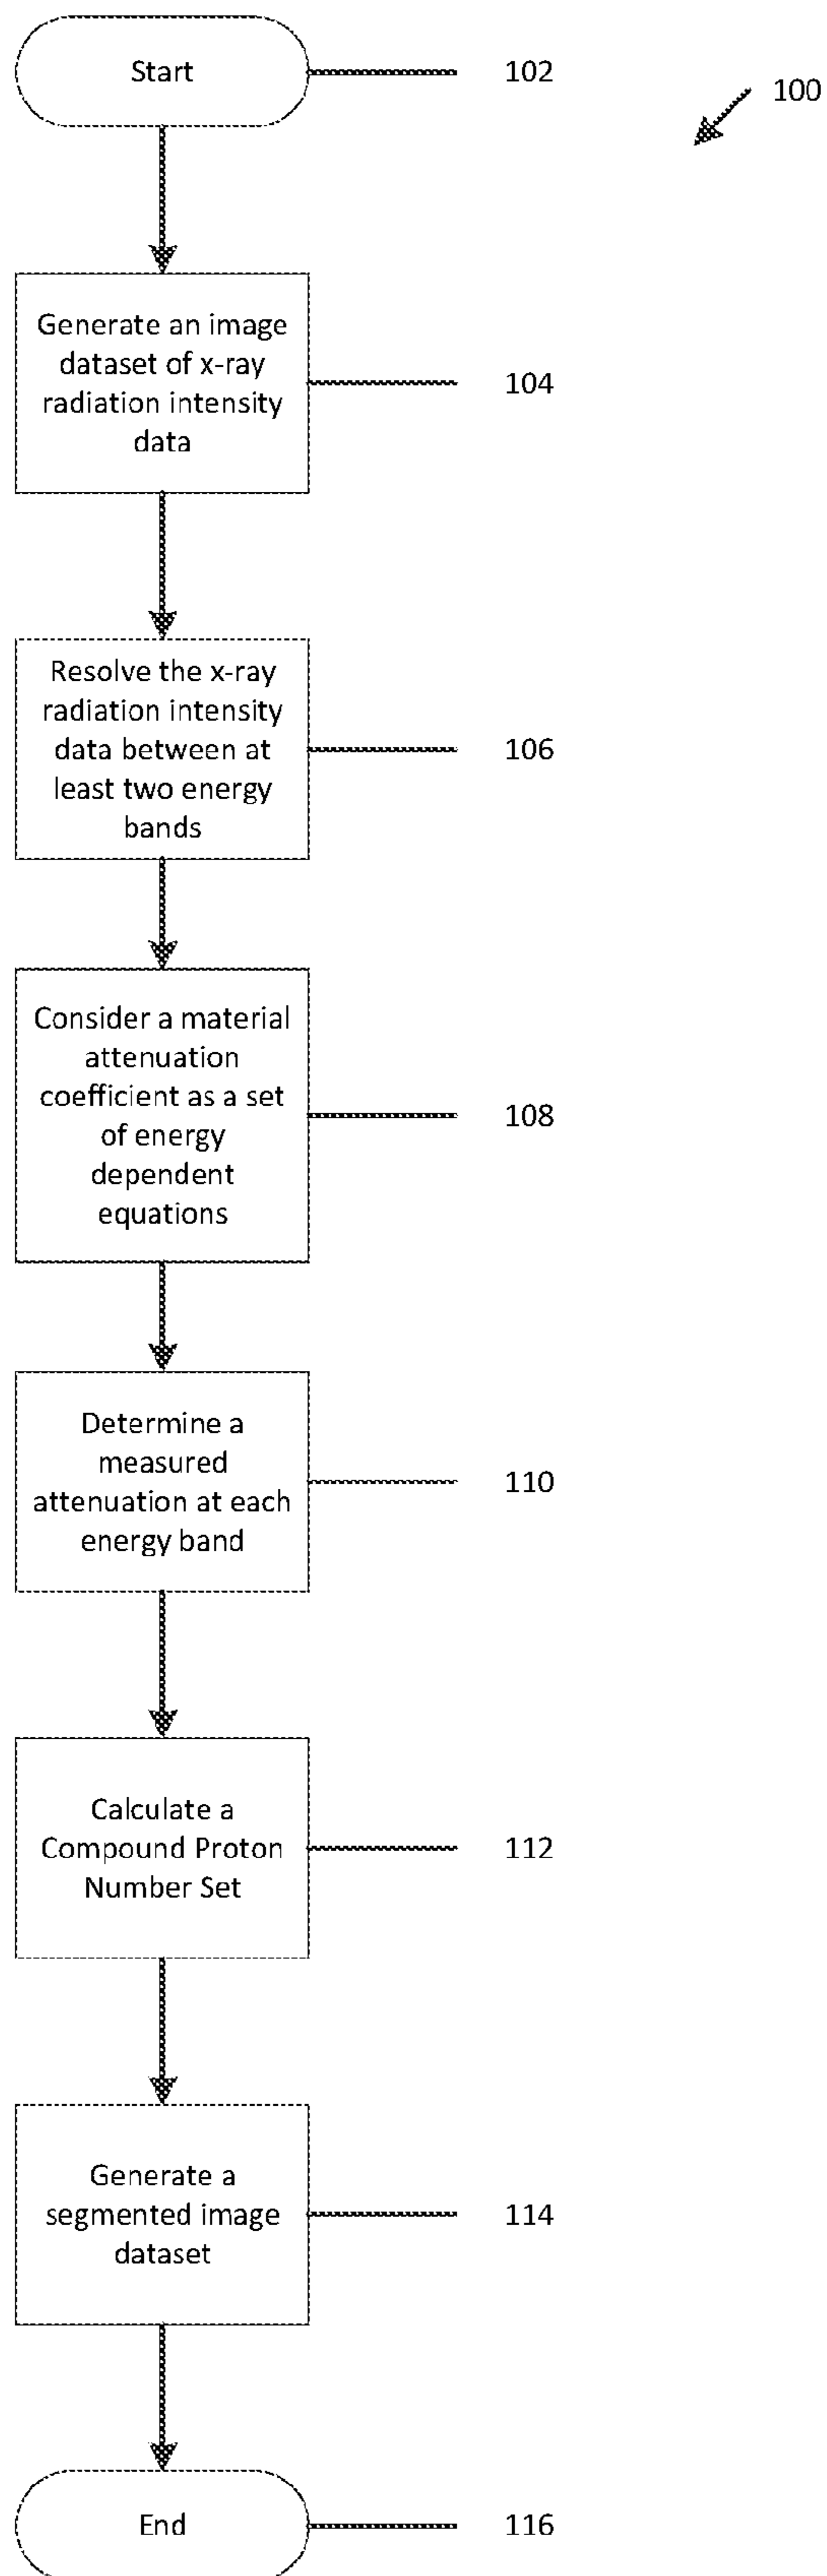 Start
102
100
Generate an image
dataset of x-ray
radiation intensity
data
104
Resolve the x-ray
radiation intensity
data between at
least two energy
bands
106
Consider a material
attenuation
coefficient as a set
of energy
dependent
equations
108
Determine a
measured
attenuation at each
energy band
110
Calculate a
Compound Proton
Number Set
112
Generate a
segmented image
dataset
114
End
116